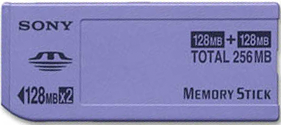 SONY
128MB + 128MB
TOTAL 256MB
◀128MB X2
MEMORY STICK